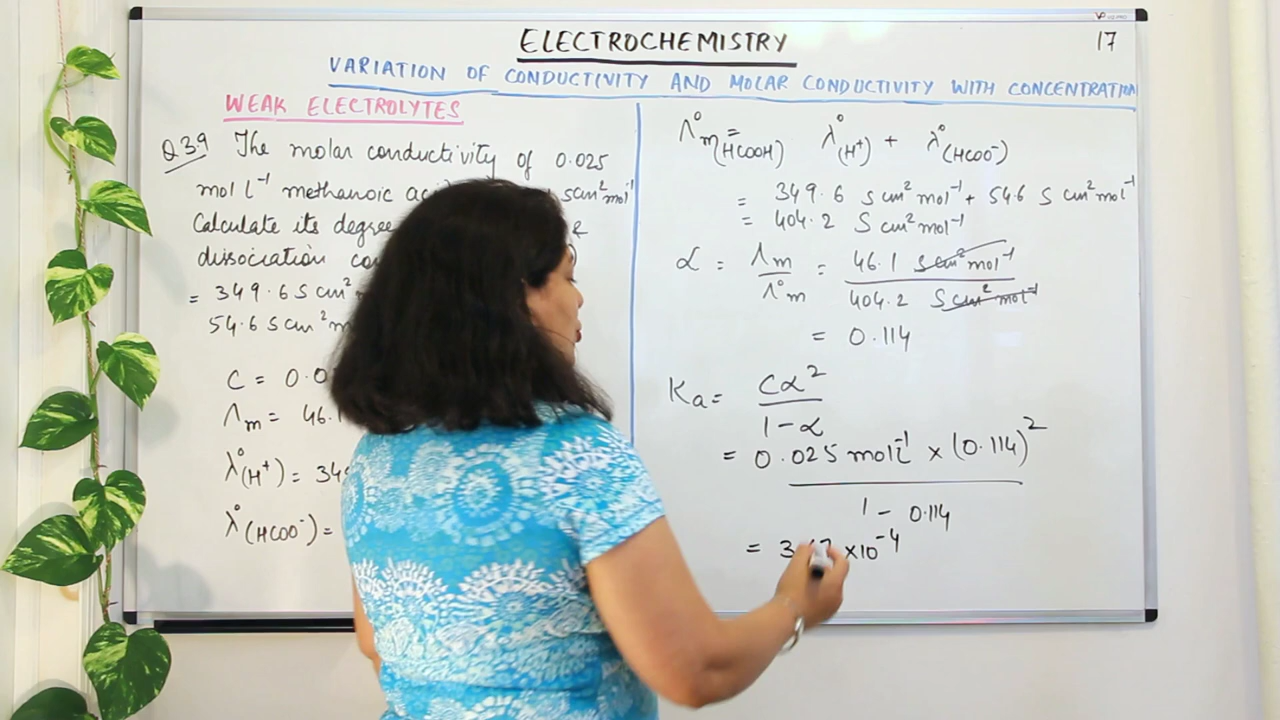 ELECTROCHEMISTRY
17
VARIATION OF CONDUCTIVITY AND MOLAR CONDUCTIVITY WITH CONCENTRATION
WEAK ELECTROLYTES
Q39 The molar conductivity of 0.025
mol L⁻¹ methanoic scm²mol⁻¹
Calculate its degree
dissociation
= 349.6 S cm²
54.6 S cm²
C = 0.0
Λm = 46.1
λ°(H⁺) = 34
λ°(HCOO⁻) =
Λ°m(HCOOH) = λ°(H⁺) + λ°(HCOO⁻)
= 349.6 S cm² mol⁻¹ + 54.6 S cm² mol⁻¹
= 404.2 S cm² mol⁻¹
α = Λm / Λ°m = 46.1 S cm² mol⁻¹ / 404.2 S cm² mol⁻¹
= 0.114
Ka = Cα² / 1-α
= 0.025 mol L⁻¹ × (0.114)²
1 - 0.114
= 3. ×10⁻⁴